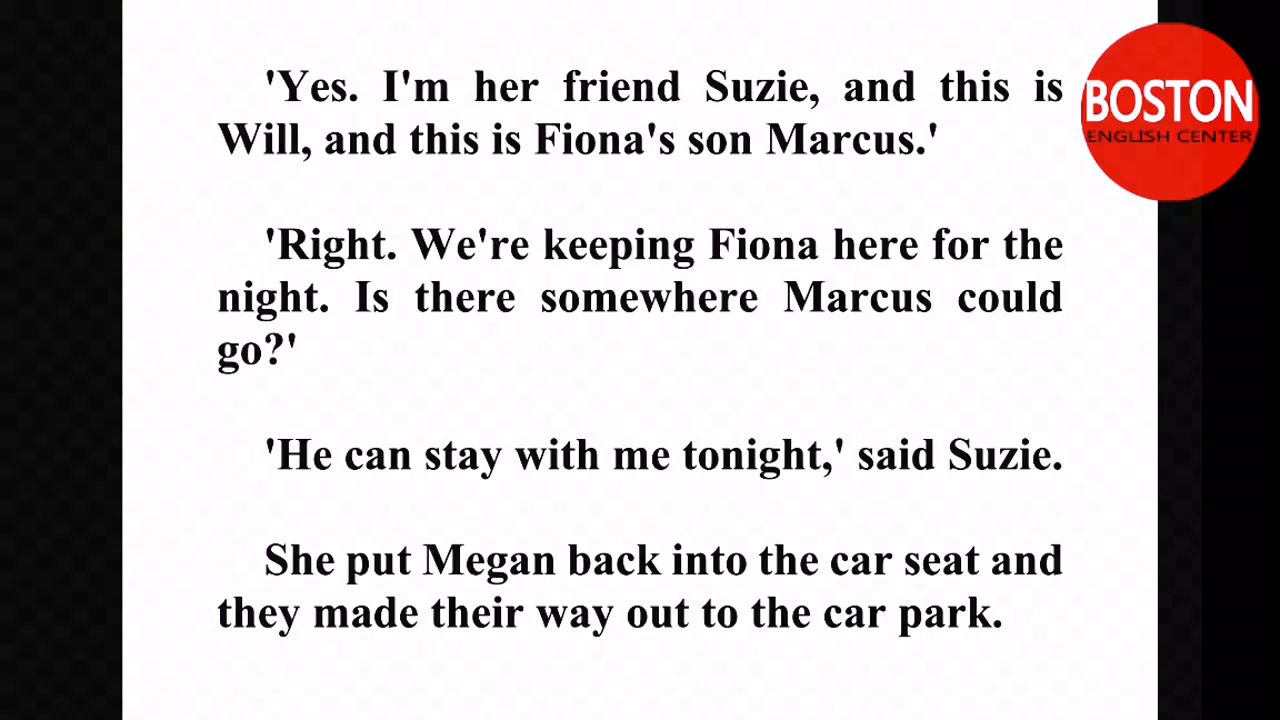 'Yes. I'm her friend Suzie, and this is
Will, and this is Fiona's son Marcus.'
'Right. We're keeping Fiona here for the
night. Is there somewhere Marcus could
go?'
'He can stay with me tonight,' said Suzie.
She put Megan back into the car seat and
they made their way out to the car park.
BOSTON
ENGLISH CENTER